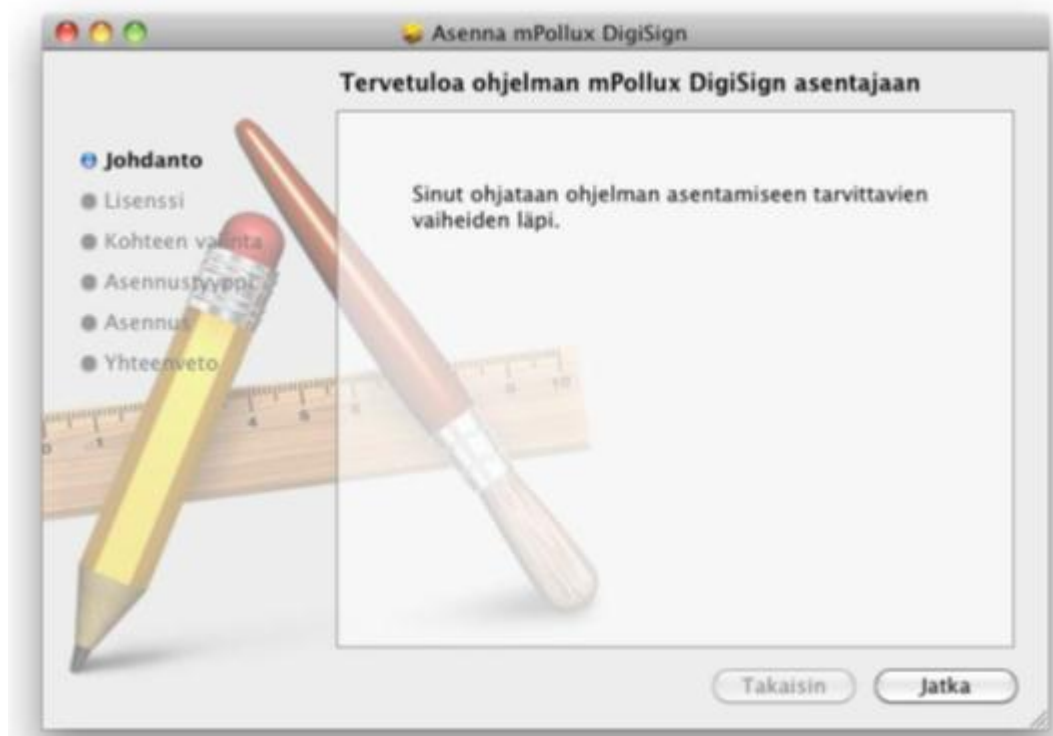 Asenna mPollux DigiSign
Tervetuloa ohjelman mPollux DigiSign asentajaan
Johdanto
Lisenssi
Kohteen valinta
Asennustyyppi
Asennus
Yhteenveto
Sinut ohjataan ohjelman asentamiseen tarvittavien
vaiheiden läpi.
Takaisin
Jatka